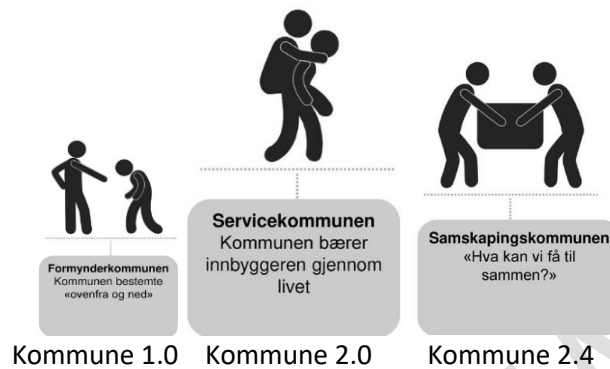 Formynderkommunen
Kommunen bestemte
«ovenfra og ned»
Servicekommunen
Kommunen bærer
innbyggeren gjennom
livet
Samskapingskommunen
«Hva kan vi få til
sammen?»
Kommune 1.0
Kommune 2.0
Kommune 2.4